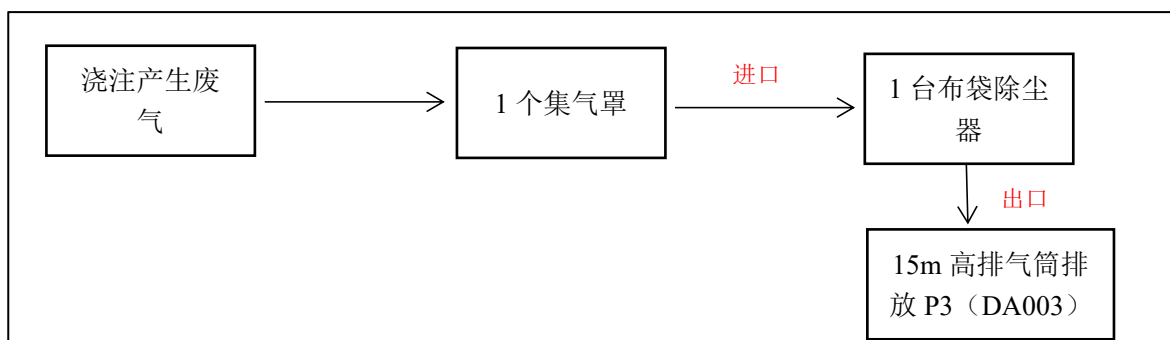 浇注产生废
气
1 个集气罩
进口
1 台布袋除尘
器
出口
15m 高排气筒排
放 P3（DA003）